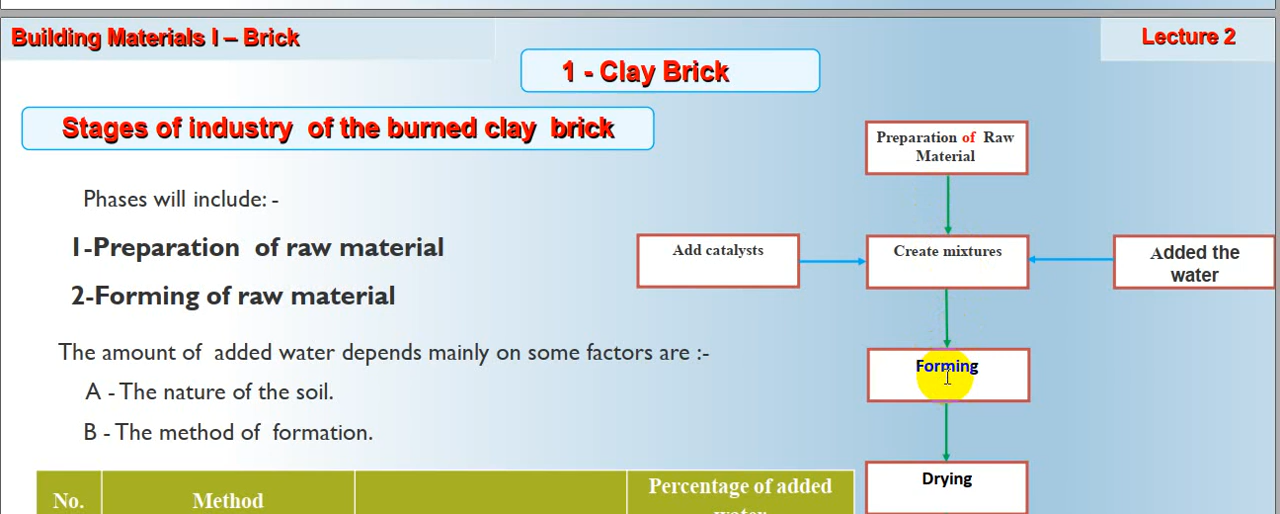 Building Materials I – Brick
Lecture 2
1 - Clay Brick
Stages of industry of the burned clay brick
Phases will include: -
1-Preparation of raw material
2-Forming of raw material
The amount of added water depends mainly on some factors are :-
A - The nature of the soil.
B - The method of formation.
No.
Method
Percentage of added
water
Preparation of Raw
Material
Add catalysts
Create mixtures
Added the
water
Forming
Drying